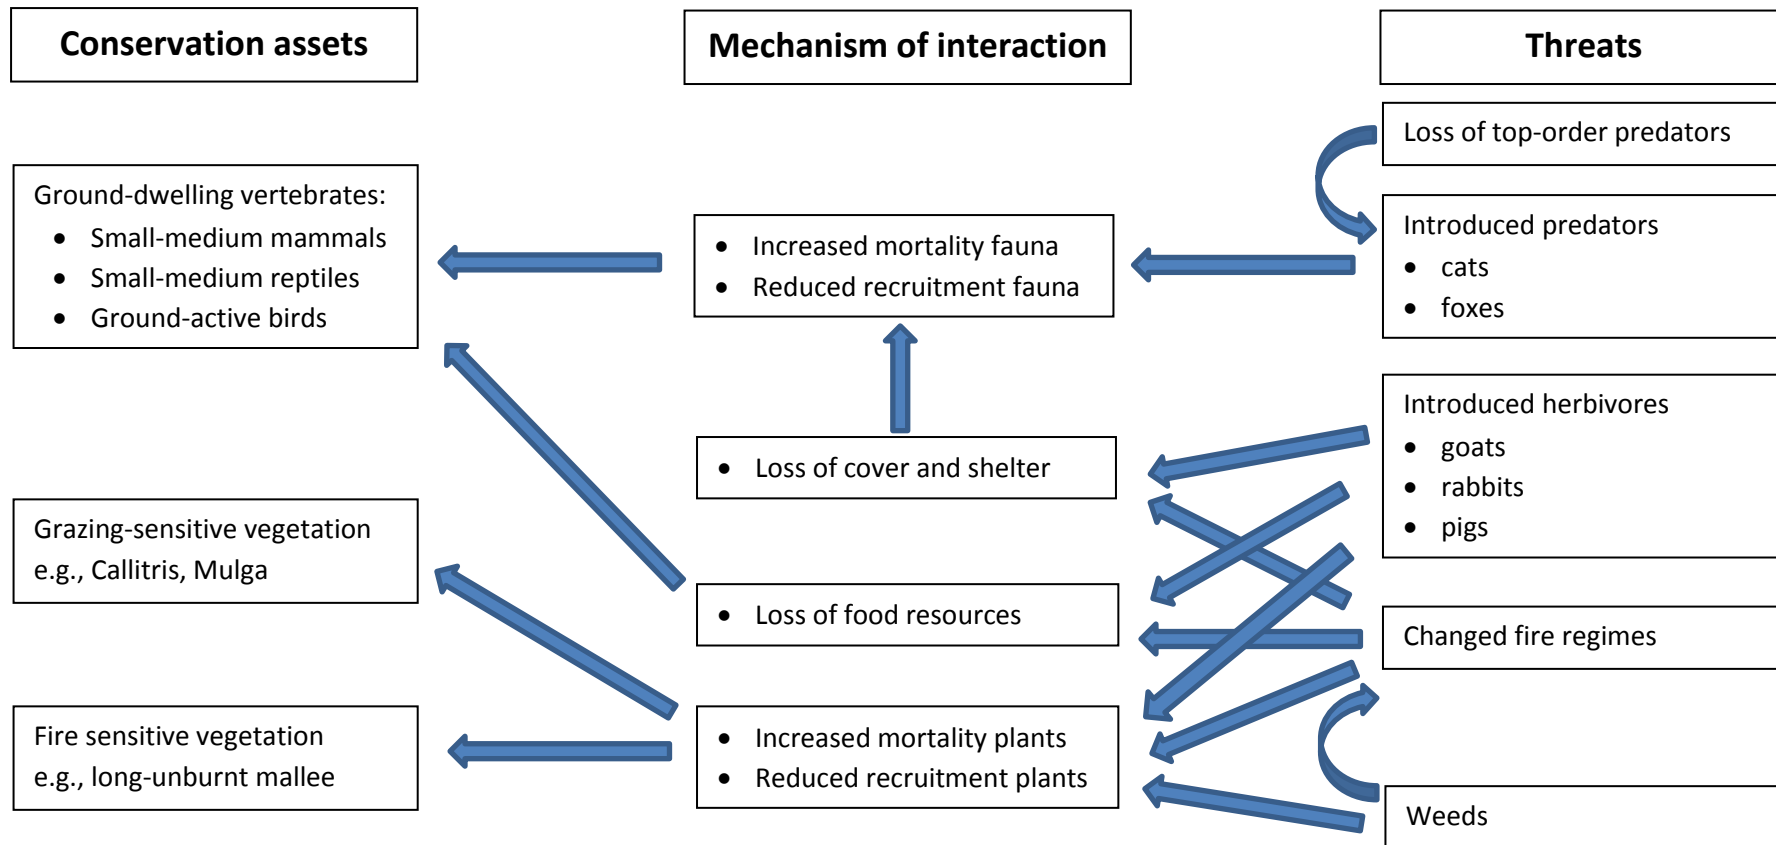 Conservation assets
Mechanism of interaction
Threats
Ground-dwelling vertebrates:
• Small-medium mammals
• Small-medium reptiles
• Ground-active birds
Grazing-sensitive vegetation
e.g., Callitris, Mulga
Fire sensitive vegetation
e.g., long-unburnt mallee
• Increased mortality fauna
• Reduced recruitment fauna
• Loss of cover and shelter
• Loss of food resources
• Increased mortality plants
• Reduced recruitment plants
Loss of top-order predators
Introduced predators
• cats
• foxes
Introduced herbivores
• goats
• rabbits
• pigs
Changed fire regimes
Weeds